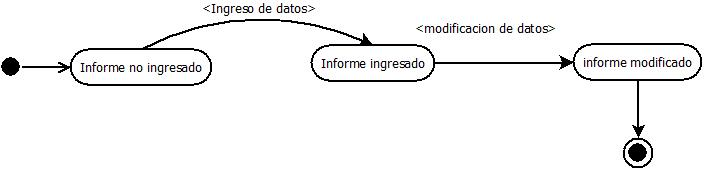 <Ingreso de datos>
<modificacion de datos>
Informe no ingresado
Informe ingresado
informe modificado